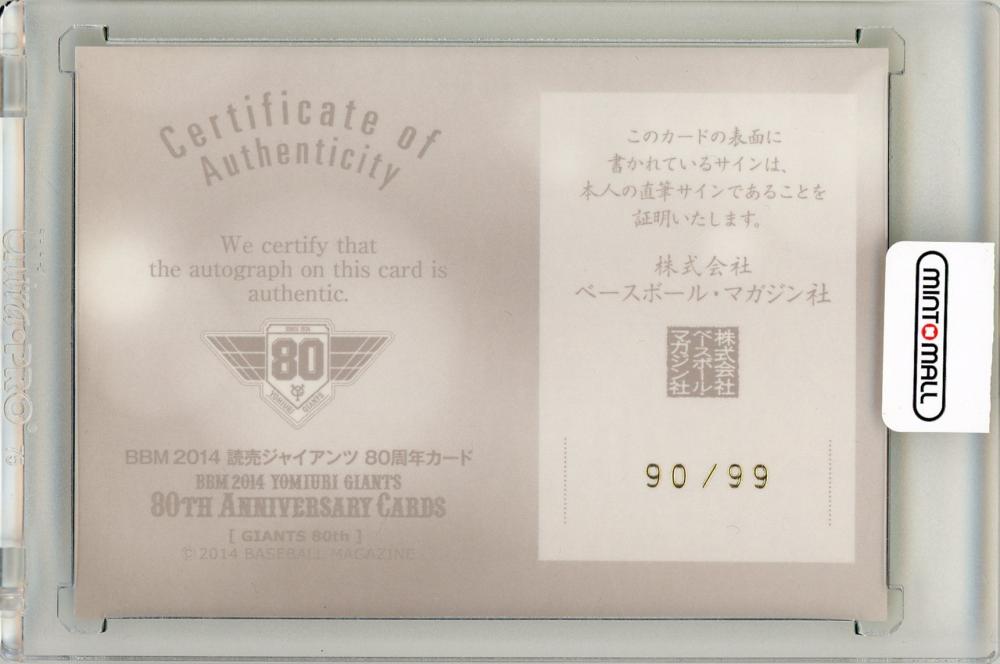 Certificate of
Authenticity
We certify that
the autograph on this card is
authentic.
SINCE 1934
80
YOMIURI GIANTS
BBM 2014 読売ジャイアンツ 80周年カード
BBM 2014 YOMIURI GIANTS
80TH ANNIVERSARY CARDS
[ GIANTS 80th ]
© 2014 BASEBALL MAGAZINE
このカードの表面に
書かれているサインは、
本人の直筆サインであることを
証明いたします。
株式会社
ベースボール・マガジン社
株式会社
ベースボール・
マガジン社
90/99
MINT MALL
Ultra•PRO